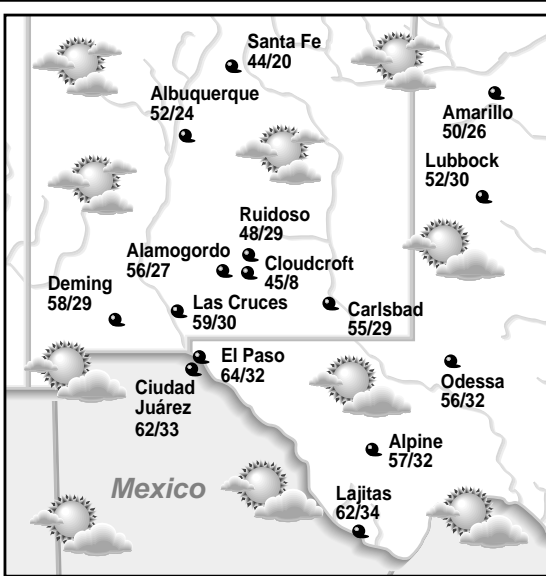 Santa Fe
44/20
Albuquerque
52/24
Amarillo
50/26
Lubbock
52/30
Ruidoso
48/29
Alamogordo
56/27
Cloudcroft
45/8
Deming
58/29
Las Cruces
59/30
Carlsbad
55/29
El Paso
64/32
Ciudad
Juárez
62/33
Odessa
56/32
Alpine
57/32
Mexico
Lajitas
62/34